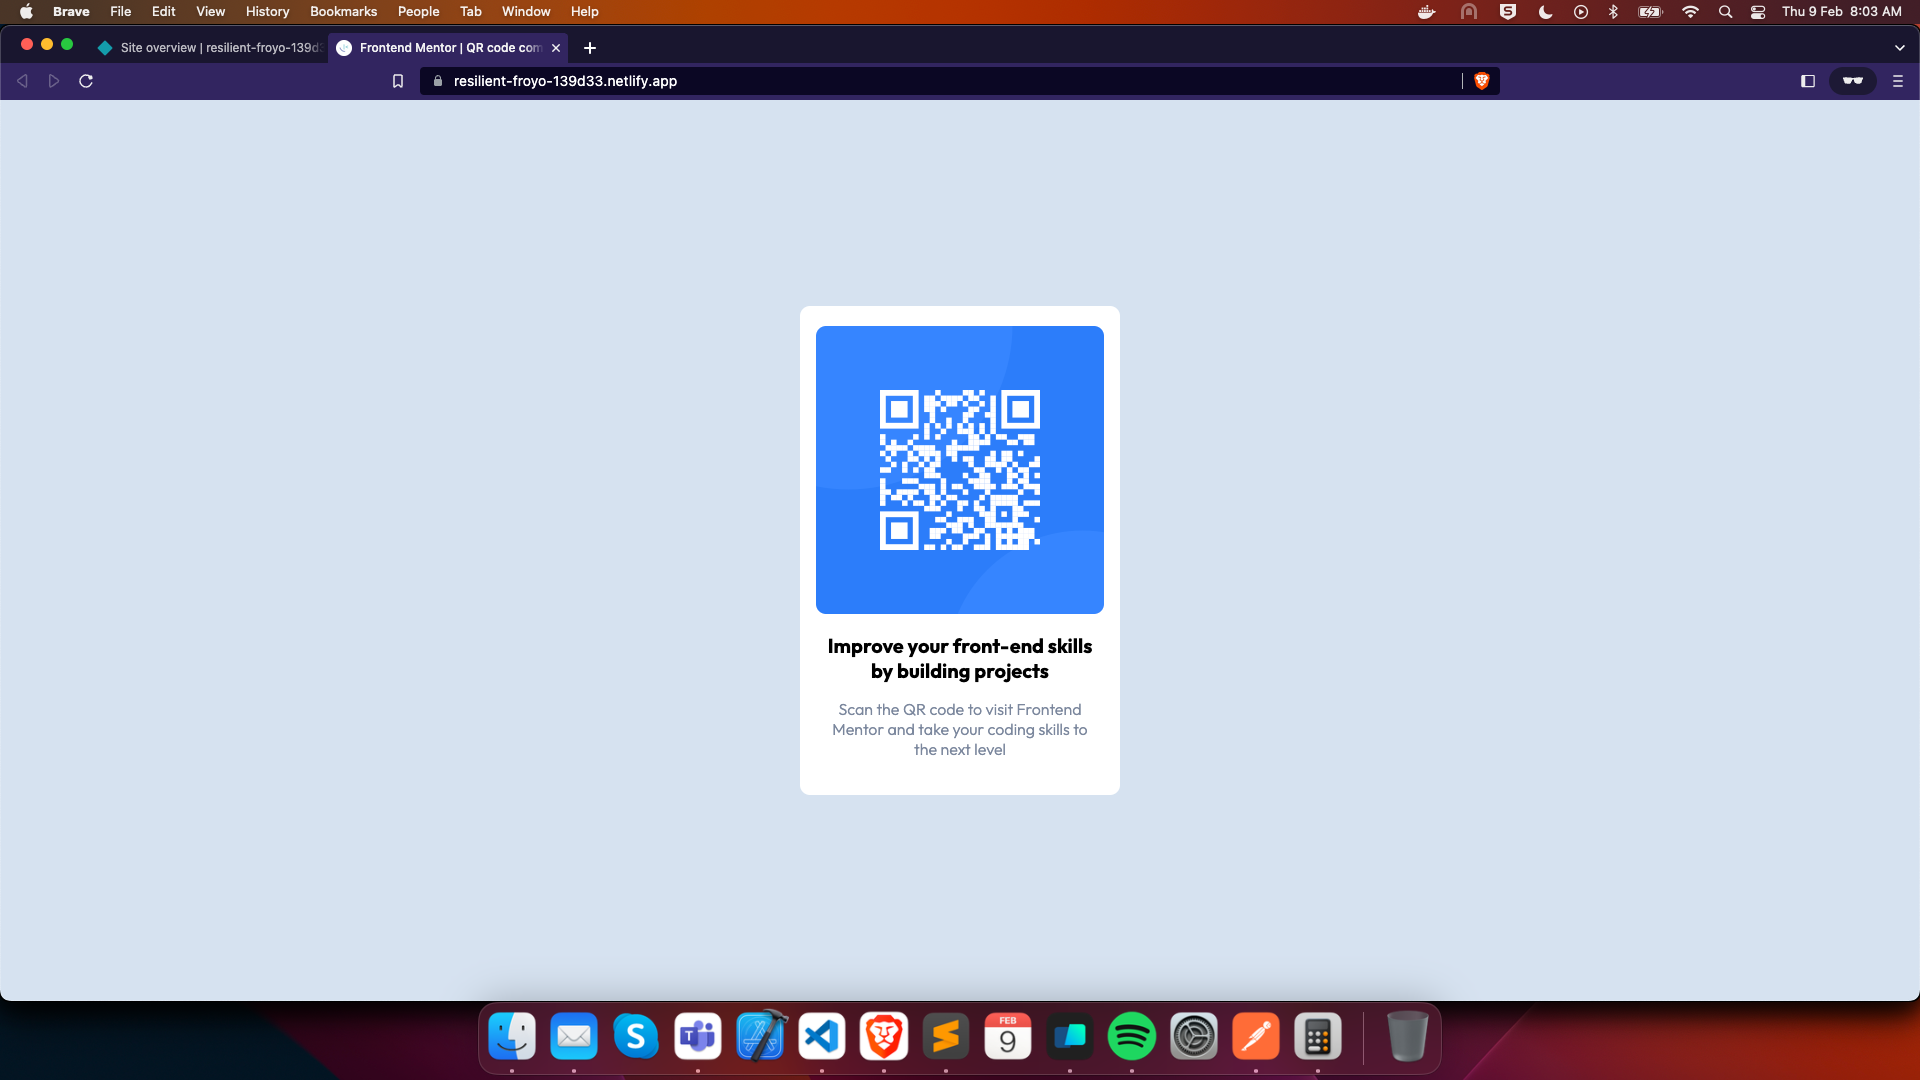 Brave File Edit View History Bookmarks People Tab Window Help Thu 9 Feb 8:03 AM
Site overview | resilient-froyo-139d3 Frontend Mentor | QR code com
resilient-froyo-139d33.netlify.app
Improve your front-end skills
by building projects
Scan the QR code to visit Frontend
Mentor and take your coding skills to
the next level
FEB
9